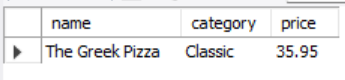 name category price
The Greek Pizza Classic 35.95